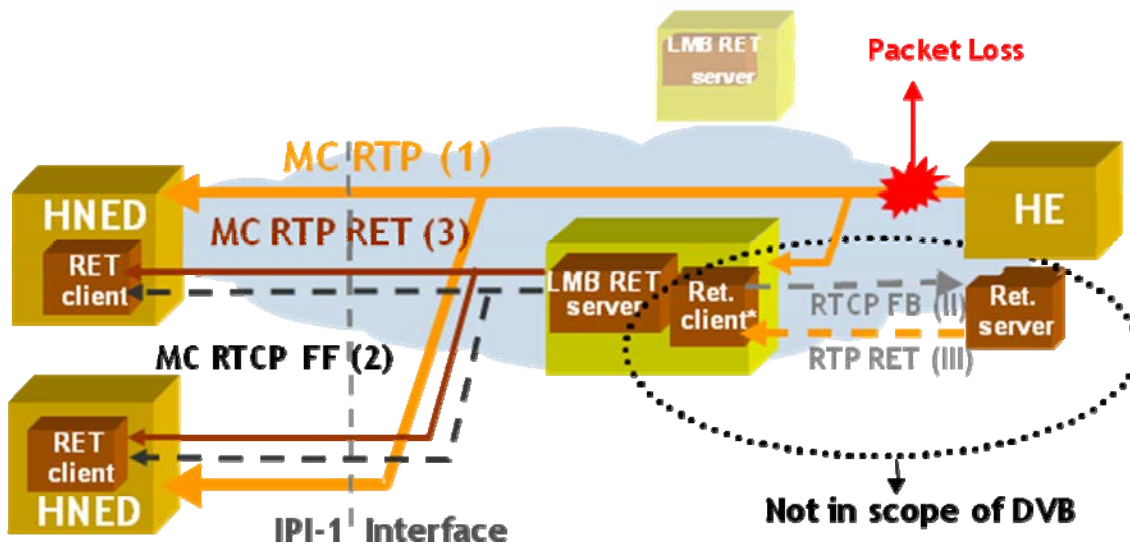 LMB RET
server
Packet Loss
MC RTP (1)
HNED
RET
client
MC RTP RET (3)
HE
LMB RET
server
Ret.
client*
RTCP FB (II)
RTP RET (III)
Ret.
server
MC RTCP FF (2)
RET
client
HNED
IPI-1 Interface
Not in scope of DVB